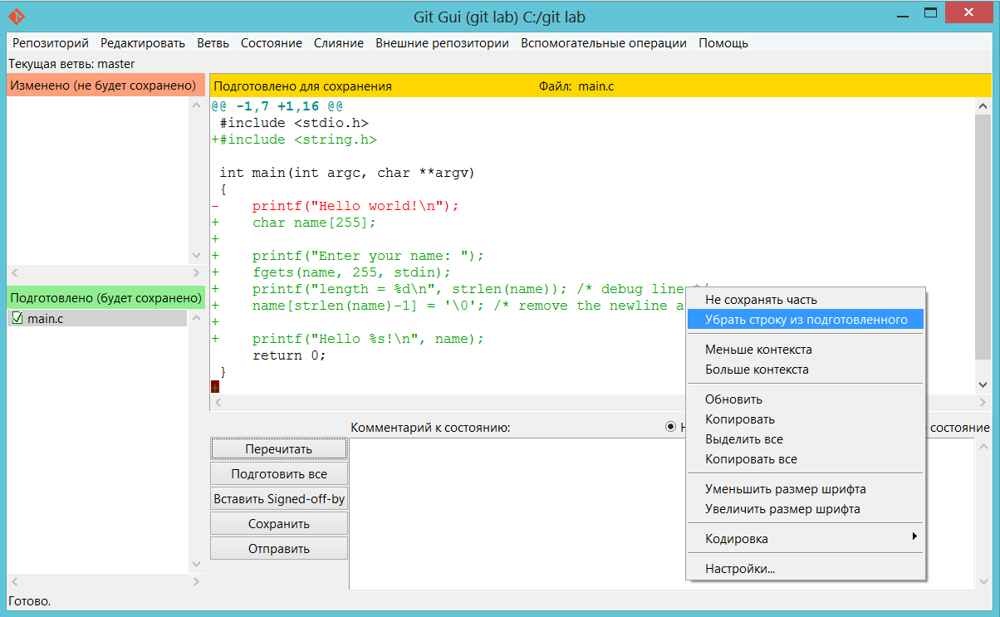 Git Gui (git lab) C:/git lab
Репозиторий Редактировать Ветвь Состояние Слияние Внешние репозитории Вспомогательные операции Помощь
Текущая ветвь: master
Изменено (не будет сохранено)
Подготовлено (будет сохранено)
main.c
Подготовлено для сохранения Файл: main.c
@@ -1,7 +1,16 @@
 #include <stdio.h>
+#include <string.h>
 int main(int argc, char **argv)
 {
-    printf("Hello world!\n");
+    char name[255];
+
+    printf("Enter your name: ");
+    fgets(name, 255, stdin);
+    printf("length = %d\n", strlen(name)); /* debug line */
+    name[strlen(name)-1] = '\0'; /* remove the newline a
+
+    printf("Hello %s!\n", name);
     return 0;
 }
+
Не сохранять часть
Убрать строку из подготовленного
Меньше контекста
Больше контекста
Обновить
Копировать
Выделить все
Копировать все
Уменьшить размер шрифта
Увеличить размер шрифта
Кодировка
Настройки...
Комментарий к состоянию: состояние
Перечитать
Подготовить все
Вставить Signed-off-by
Сохранить
Отправить
Готово.